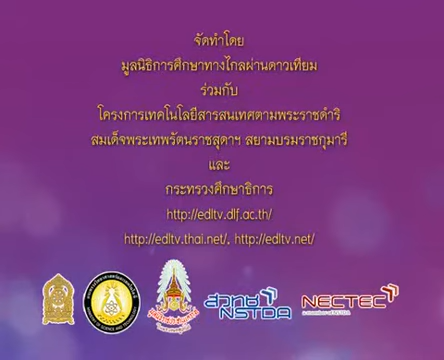 จัดทำโดย
มูลนิธิการศึกษาทางไกลผ่านดาวเทียม
ร่วมกับ
โครงการเทคโนโลยีสารสนเทศตามพระราชดำริ
สมเด็จพระเทพรัตนราชสุดาฯ สยามบรมราชกุมารี
และ
กระทรวงศึกษาธิการ
http://edltv.dlf.ac.th/
http://edltv.thai.net/, http://edltv.net/
สวทช
NSTDA
NECTEC
a member of NSTDA